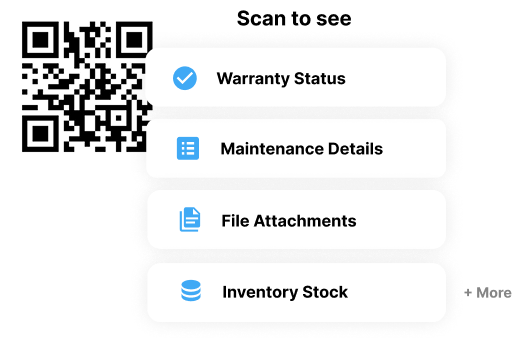 Scan to see
Warranty Status
Maintenance Details
File Attachments
Inventory Stock
+ More